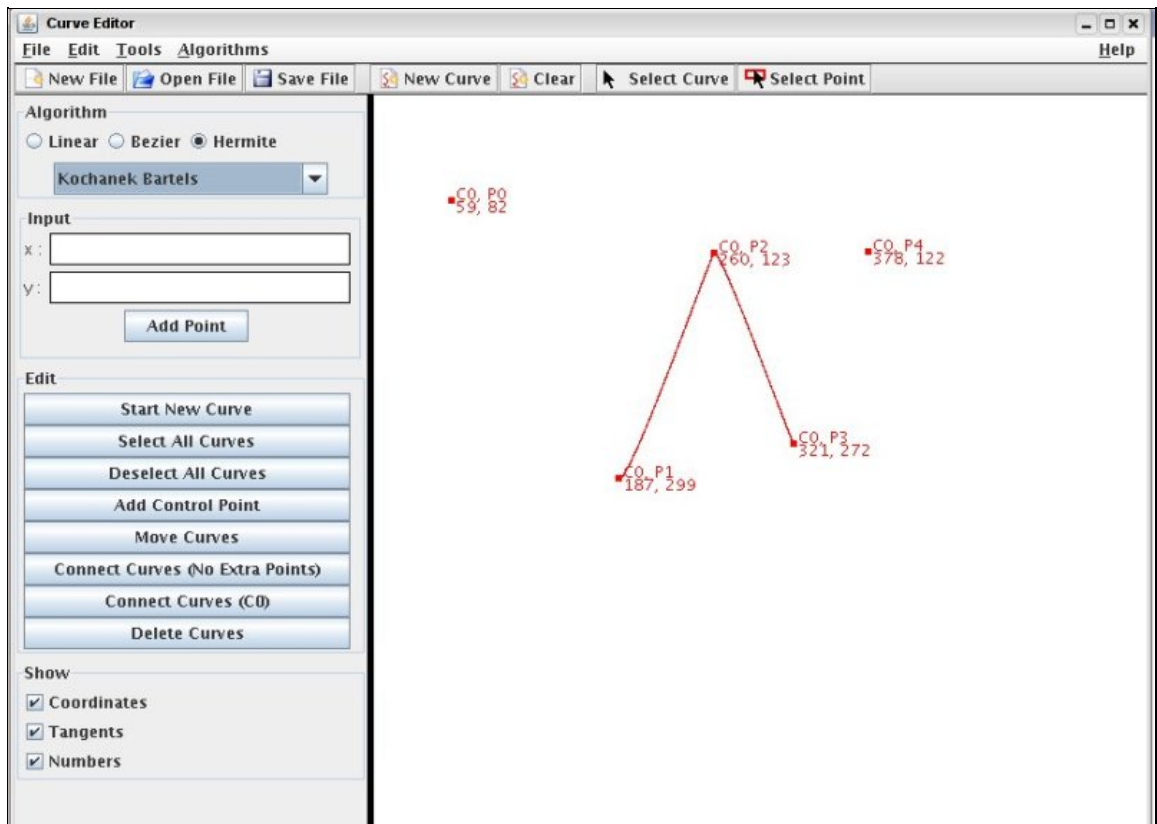 Curve Editor
File Edit Tools Algorithms Help
New File Open File Save File New Curve Clear Select Curve Select Point
Algorithm
Linear Bezier Hermite
Kochanek Bartels
Input
x :
y :
Add Point
Edit
Start New Curve
Select All Curves
Deselect All Curves
Add Control Point
Move Curves
Connect Curves (No Extra Points)
Connect Curves (C0)
Delete Curves
Show
Coordinates
Tangents
Numbers
C0, P0
59, 82
C0, P2
260, 123
C0, P4
378, 122
C0, P3
321, 272
C0, P1
187, 299